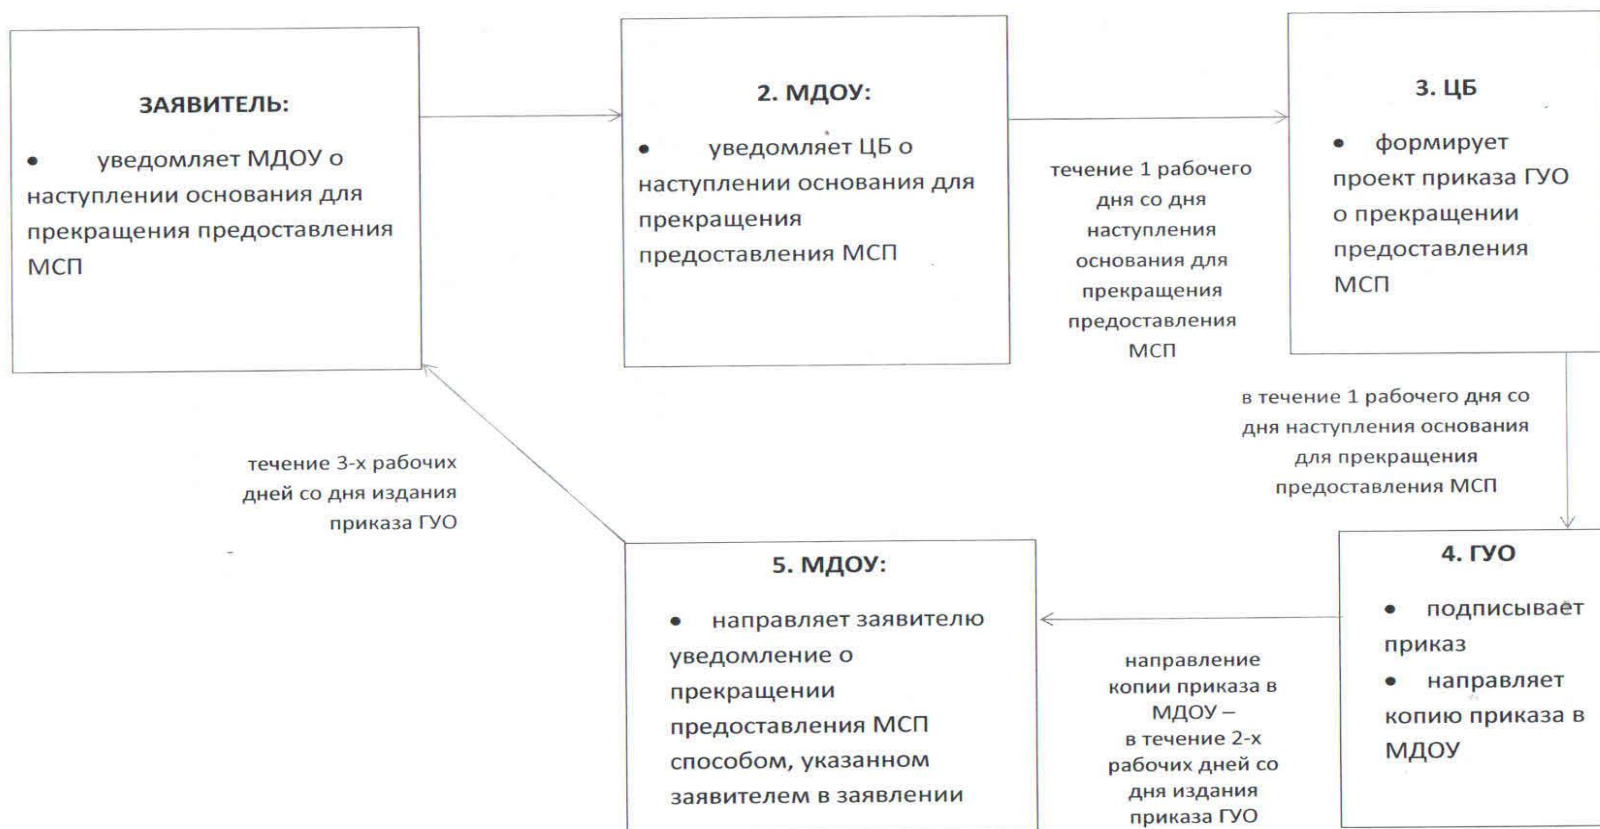 ЗАЯВИТЕЛЬ:
• уведомляет МДОУ о
наступлении основания для
прекращения предоставления
МСП
2. МДОУ:
• уведомляет ЦБ о
наступлении основания для
прекращения
предоставления МСП
течение 1 рабочего
дня со дня
наступления
основания для
прекращения
предоставления
МСП
3. ЦБ
• формирует
проект приказа ГУО
о прекращении
предоставления
МСП
в течение 1 рабочего дня со
дня наступления основания
для прекращения
предоставления МСП
4. ГУО
• подписывает
приказ
• направляет
копию приказа в
МДОУ
направление
копии приказа в
МДОУ –
в течение 2-х
рабочих дней со
дня издания
приказа ГУО
5. МДОУ:
• направляет заявителю
уведомление о
прекращении
предоставления МСП
способом, указанном
заявителем в заявлении
течение 3-х рабочих
дней со дня издания
приказа ГУО